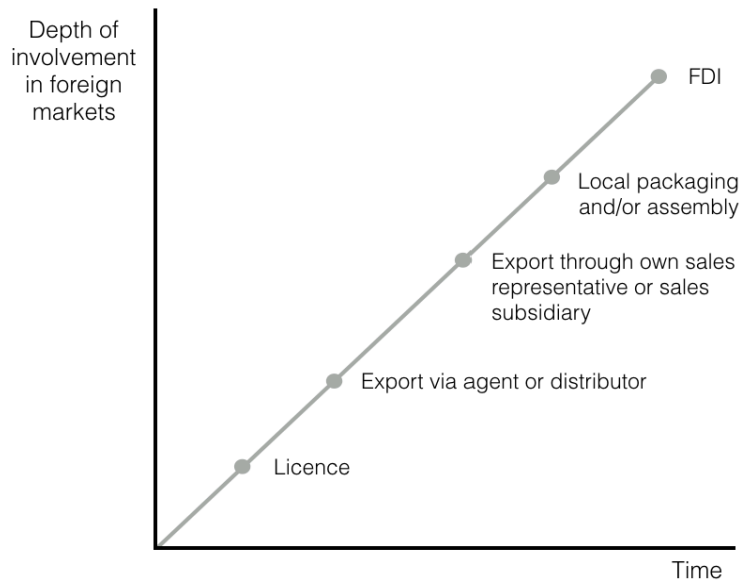 Depth of
involvement
in foreign
markets
FDI
Local packaging
and/or assembly
Export through own sales
representative or sales
subsidiary
Export via agent or distributor
Licence
Time